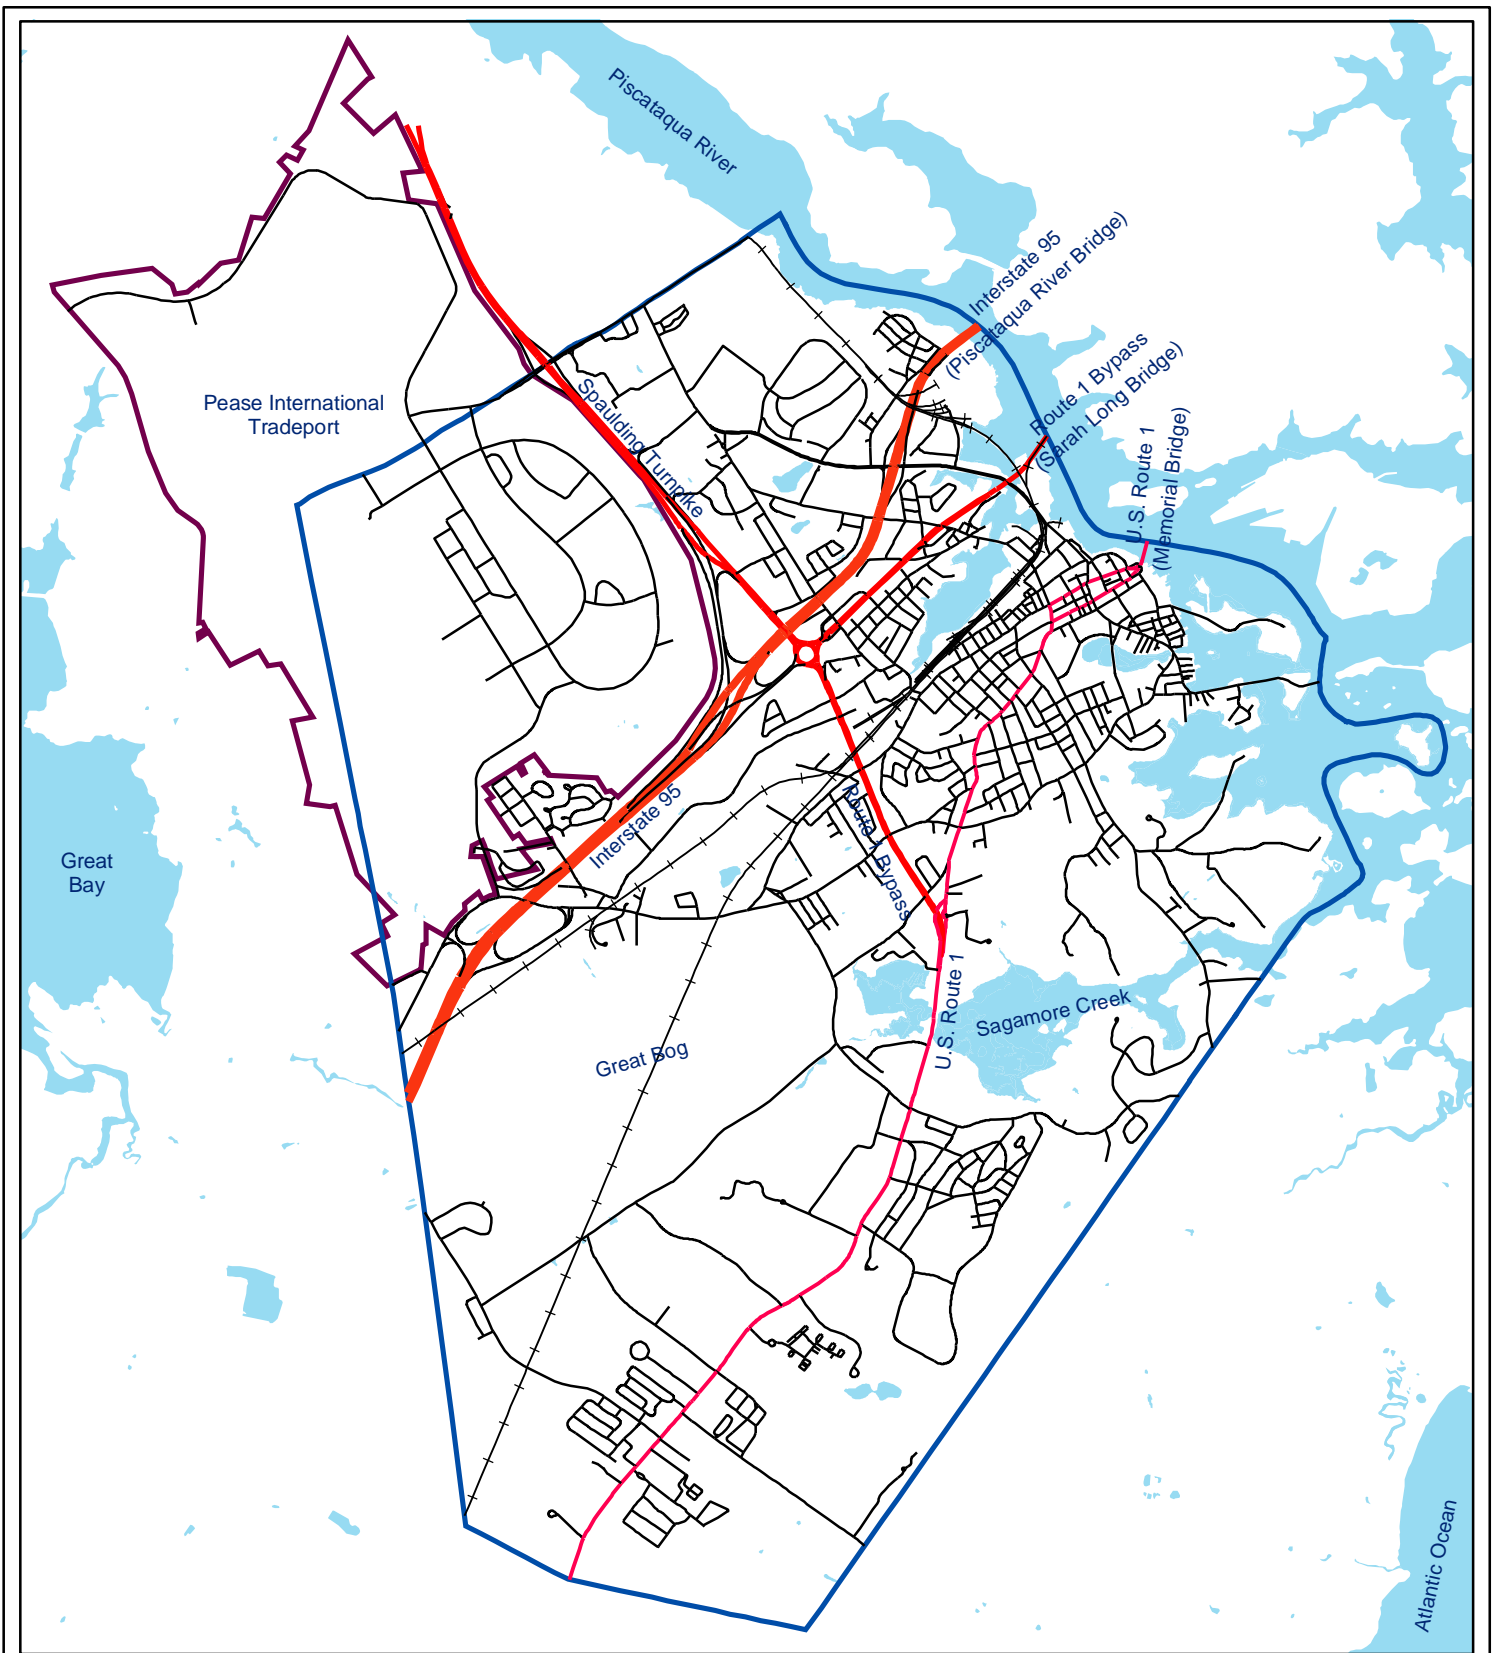 Piscataqua River
Interstate 95
(Piscataqua River Bridge)
Route 1 Bypass
(Sarah Long Bridge)
U.S. Route 1
(Memorial Bridge)
Pease International
Tradeport
Spaulding Turnpike
Interstate 95
Route 1 Bypass
Great
Bay
U.S. Route 1
Sagamore Creek
Great Bog
Atlantic Ocean